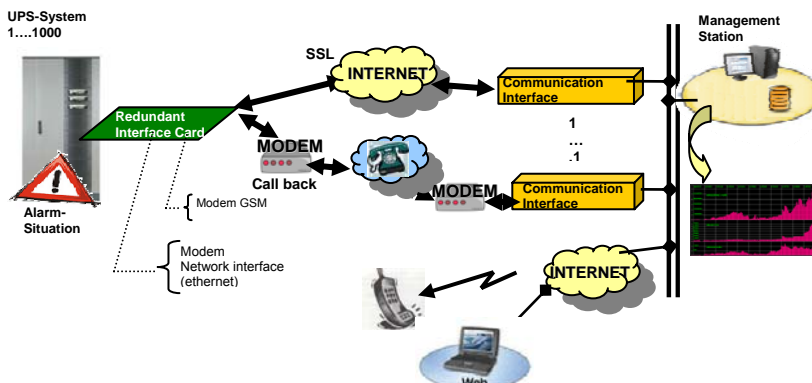 UPS-System
1....1000
Management
Station
SSL
INTERNET
Communication
Interface
Redundant
Interface Card
1
...
.1
MODEM
Call back
MODEM
Communication
Interface
Alarm-
Situation
Modem GSM
Modem
Network interface
(ethernet)
INTERNET
Web